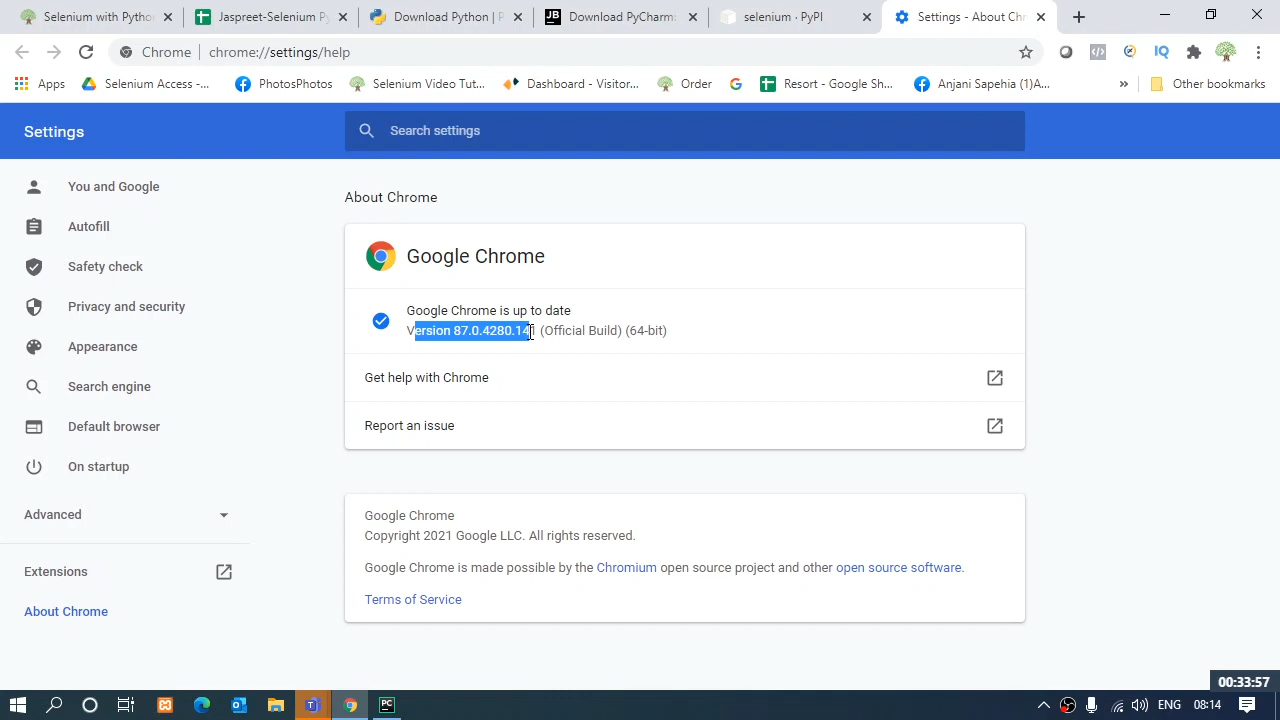 Selenium with Python
Jaspreet-Selenium Py
Download Python | P
Download PyCharm:
selenium · PyPI
Settings - About Chr
Chrome
chrome://settings/help
Apps
Selenium Access -...
PhotosPhotos
Selenium Video Tut...
Dashboard - Visitor...
Order
Resort - Google Sh...
Anjani Sapehia (1)A...
»
Other bookmarks
Settings
Search settings
You and Google
Autofill
Safety check
Privacy and security
Appearance
Search engine
Default browser
On startup
Advanced
Extensions
About Chrome
About Chrome
Google Chrome
Google Chrome is up to date
Version 87.0.4280.141 (Official Build) (64-bit)
Get help with Chrome
Report an issue
Google Chrome
Copyright 2021 Google LLC. All rights reserved.
Google Chrome is made possible by the Chromium open source project and other open source software.
Terms of Service
00:33:57
ENG
08:14